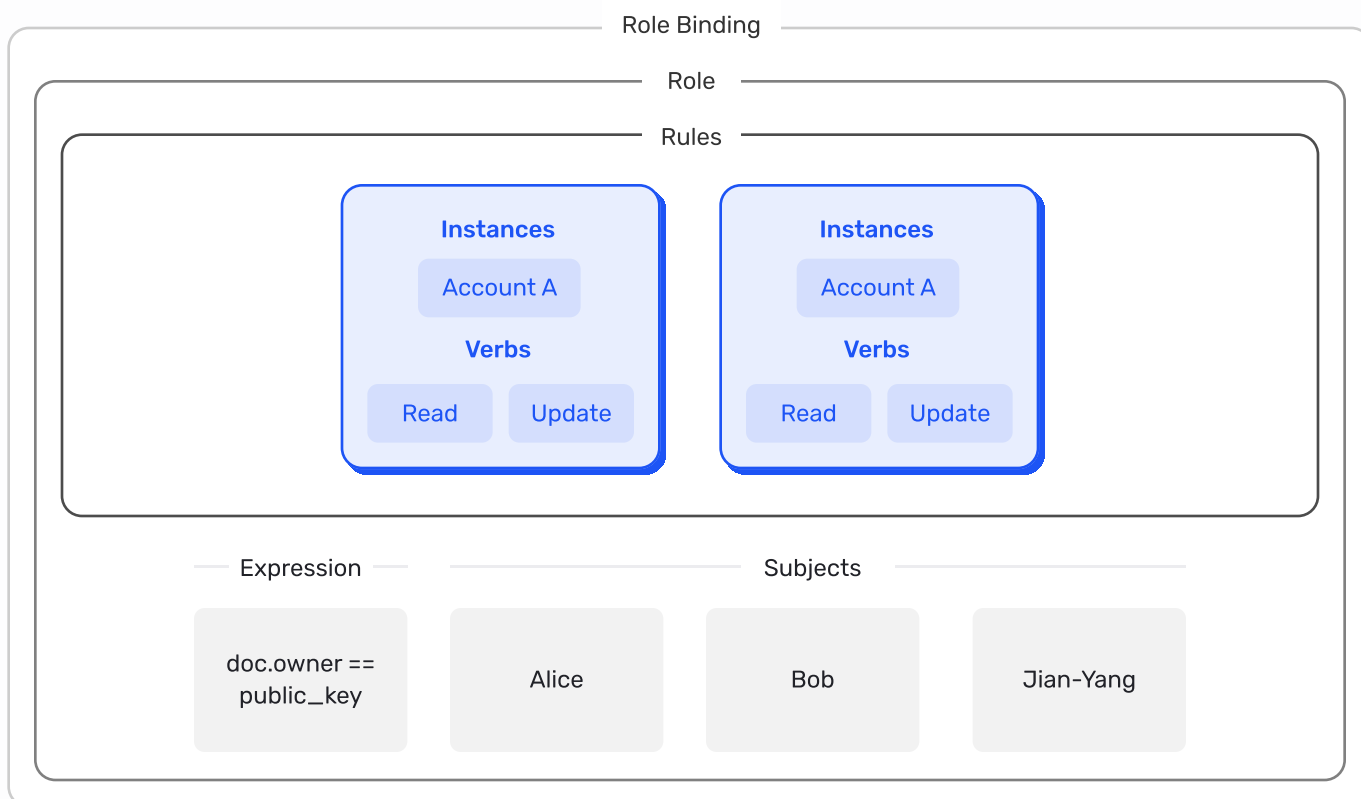 Role Binding
Role
Rules
Instances
Account A
Verbs
Read
Update
Instances
Account A
Verbs
Read
Update
Expression
doc.owner ==
public_key
Subjects
Alice
Bob
Jian-Yang